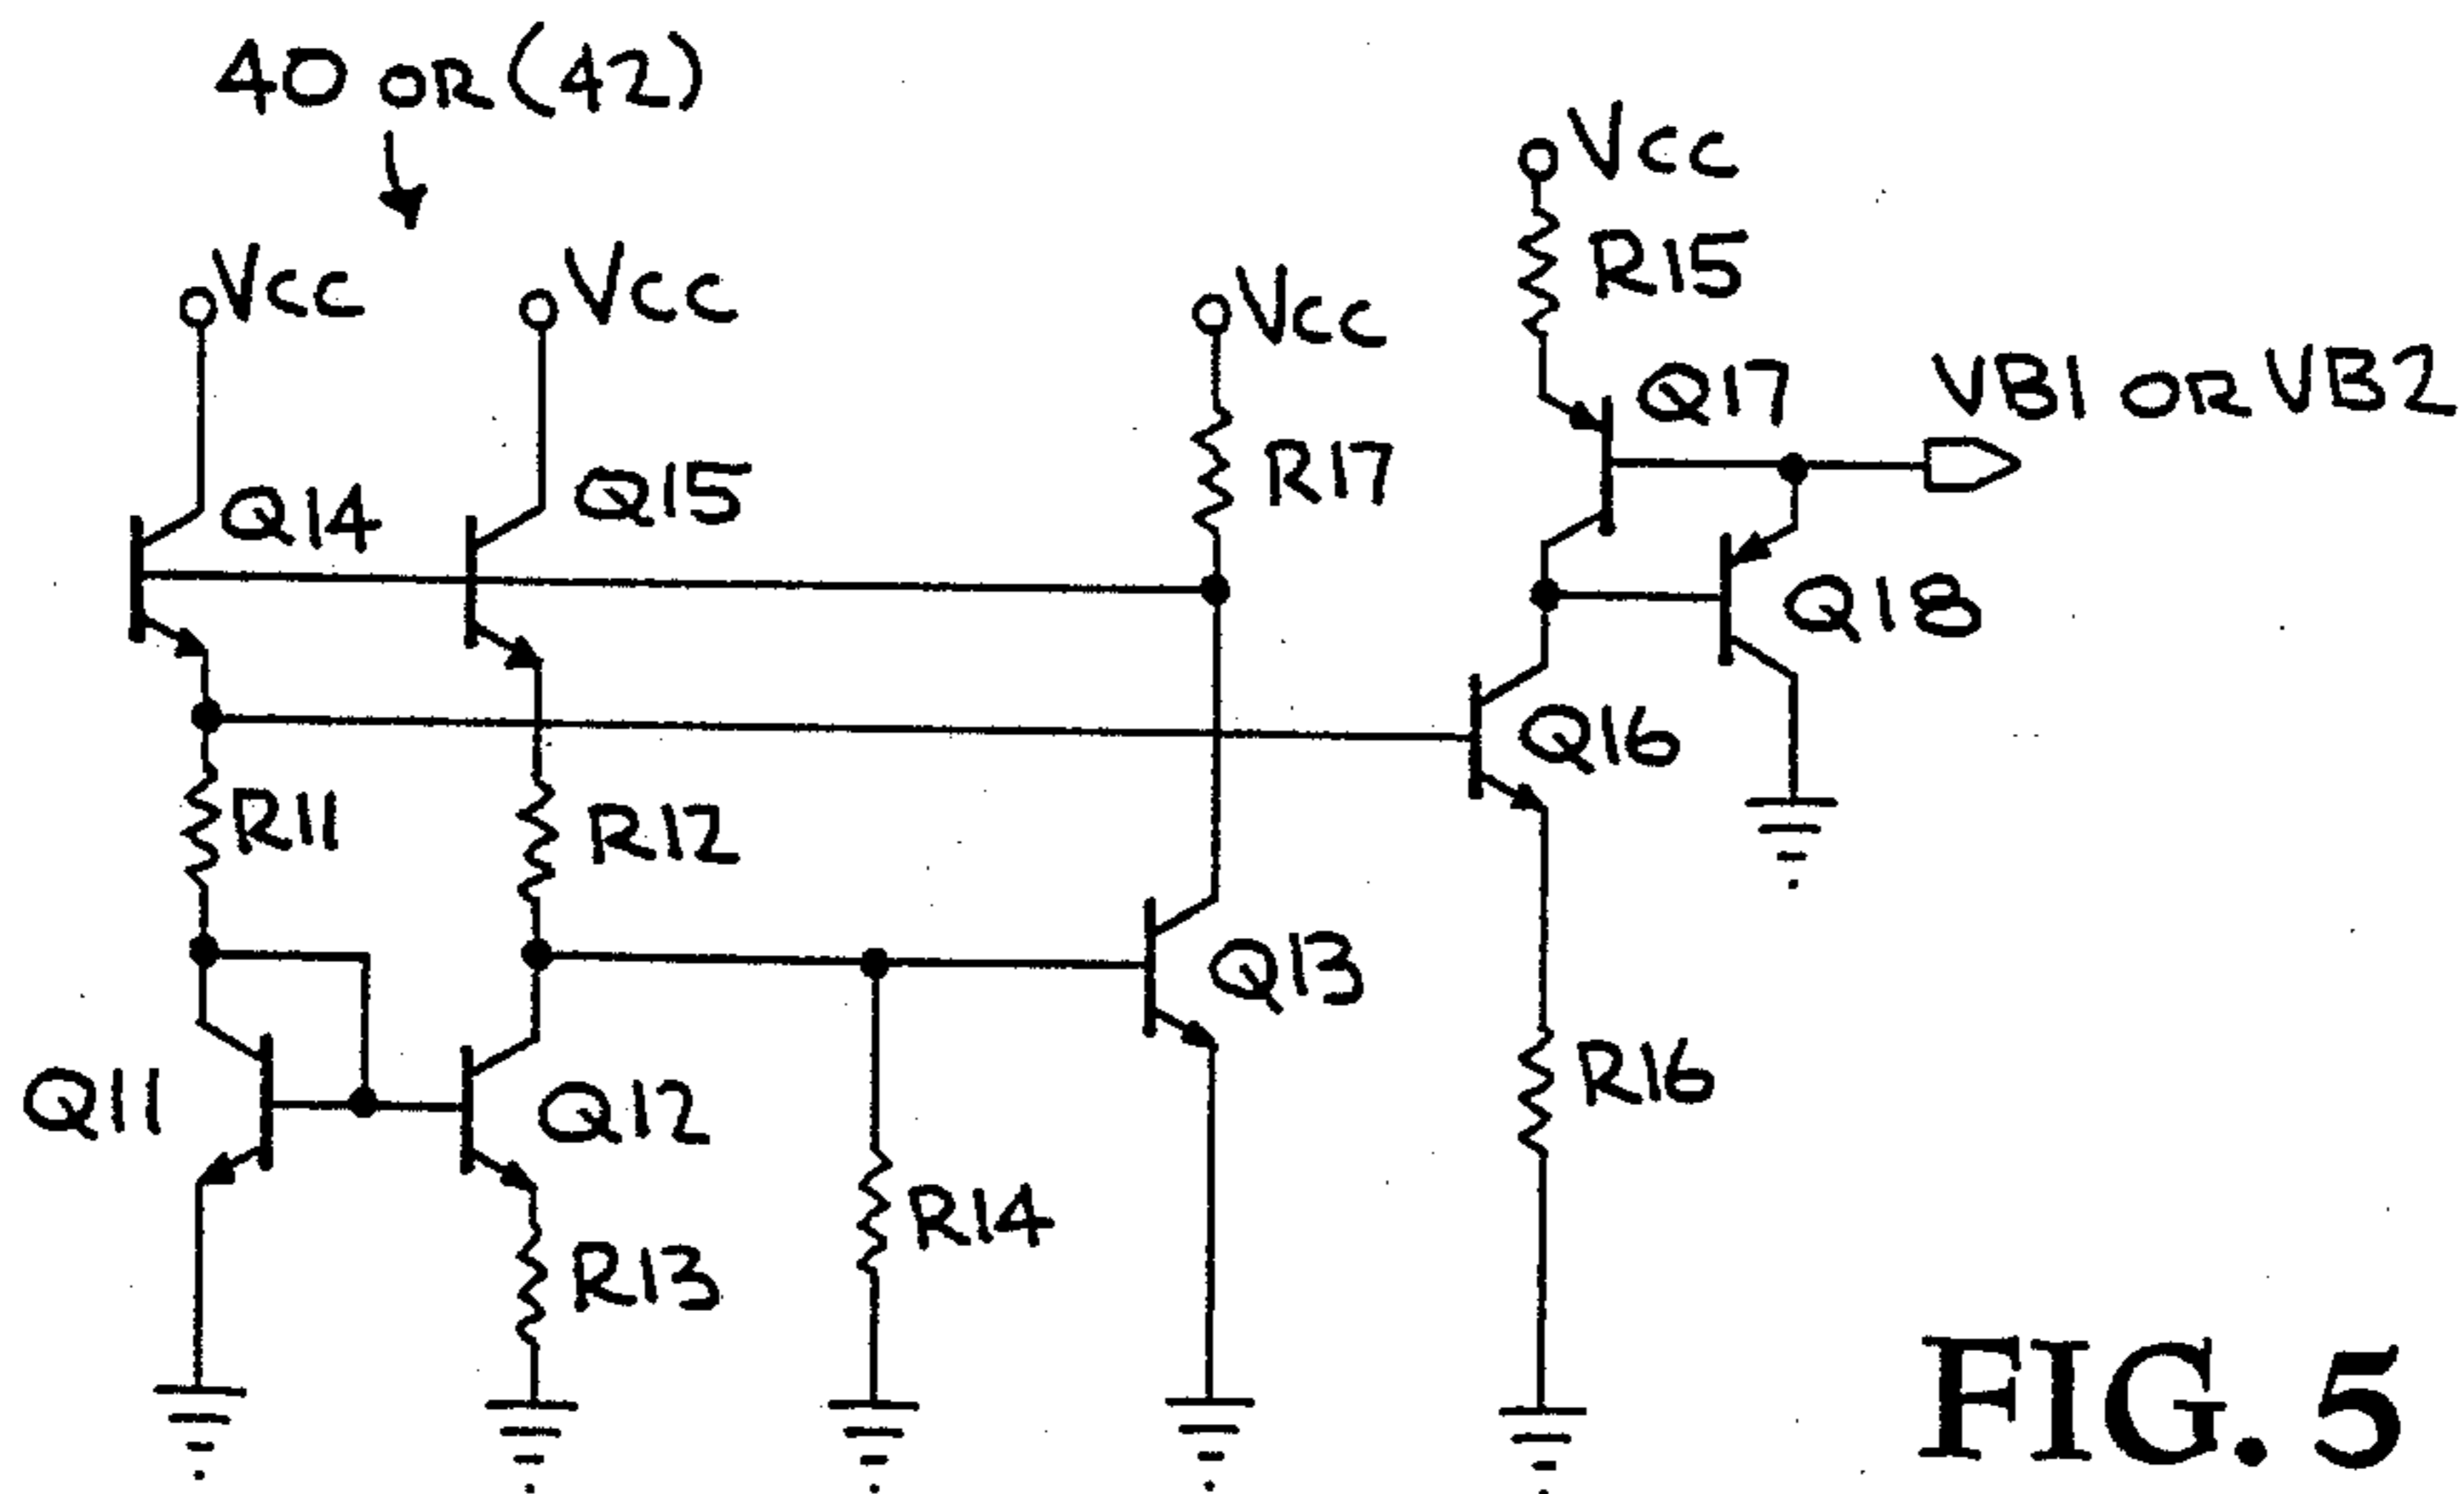 40 OR (42)
Vcc
Vcc
Vcc
Vcc
R15
Q17
VB1 OR VB2
Q14
Q15
R17
Q18
Q16
R11
R12
Q13
Q11
Q12
R16
R14
R13
FIG. 5